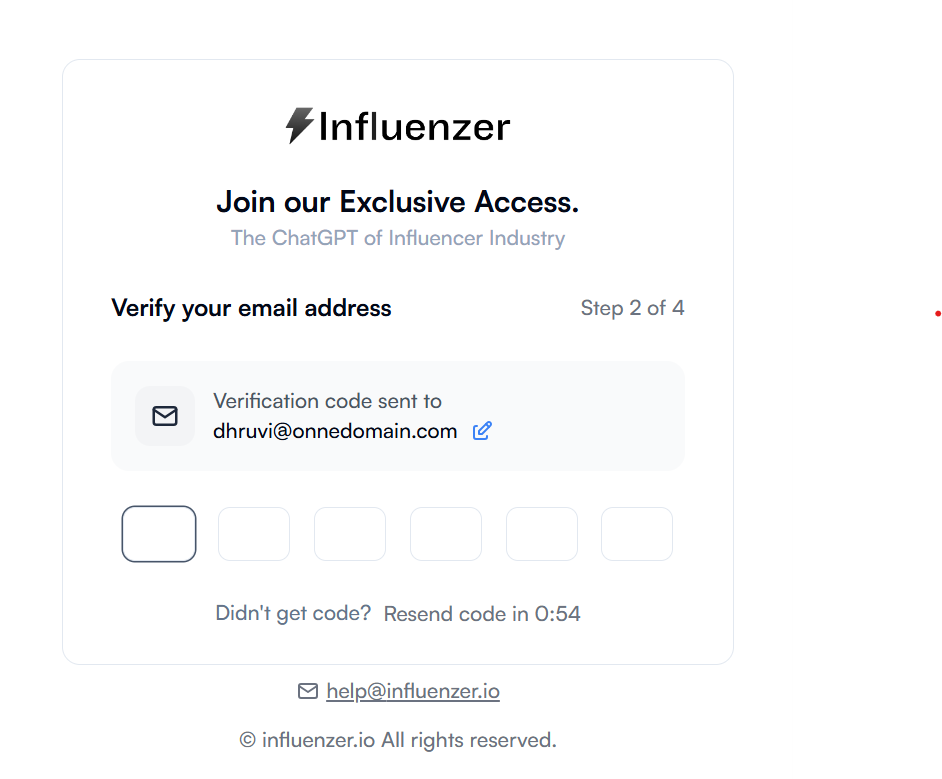 Influenzer
Join our Exclusive Access.
The ChatGPT of Influencer Industry
Verify your email address
Step 2 of 4
Verification code sent to
dhruvi@onnedomain.com
Didn't get code? Resend code in 0:54
help@influenzer.io
© influenzer.io All rights reserved.